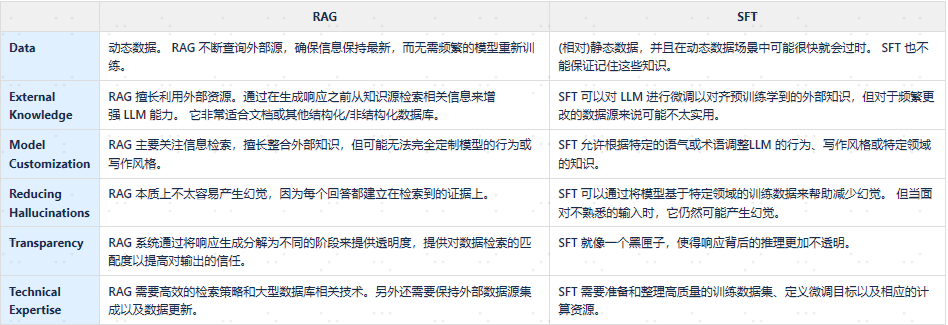 RAG SFT
Data 动态数据。 RAG 不断查询外部源，确保信息保持最新，而无需频繁的模型重新训 (相对)静态数据，并且在动态数据场景中可能很快就会过时。 SFT 也不
练。 能保证记住这些知识。
External RAG 擅长利用外部资源。通过在生成响应之前从知识源检索相关信息来增 SFT 可以对 LLM 进行微调以对齐预训练学到的外部知识，但对于频繁更
Knowledge 强 LLM 能力。 它非常适合文档或其他结构化/非结构化数据库。 改的数据源来说可能不太实用。
Model RAG 主要关注信息检索，擅长整合外部知识，但可能无法完全定制模型的行为或 SFT 允许根据特定的语气或术语调整LLM 的行为、写作风格或特定领域
Customization 写作风格。 的知识。
Reducing RAG 本质上不太容易产生幻觉，因为每个回答都建立在检索到的证据上。 SFT 可以通过将模型基于特定领域的训练数据来帮助减少幻觉。 但当面
Hallucinations 对不熟悉的输入时，它仍然可能产生幻觉。
Transparency RAG 系统通过将响应生成分解为不同的阶段来提供透明度，提供对数据检索的匹 SFT 就像一个黑匣子，使得响应背后的推理更加不透明。
配度以提高对输出的信任。
Technical RAG 需要高效的检索策略和大型数据库相关技术。另外还需要保持外部数据源集 SFT 需要准备和整理高质量的训练数据集、定义微调目标以及相应的计
Expertise 成以及数据更新。 算资源。